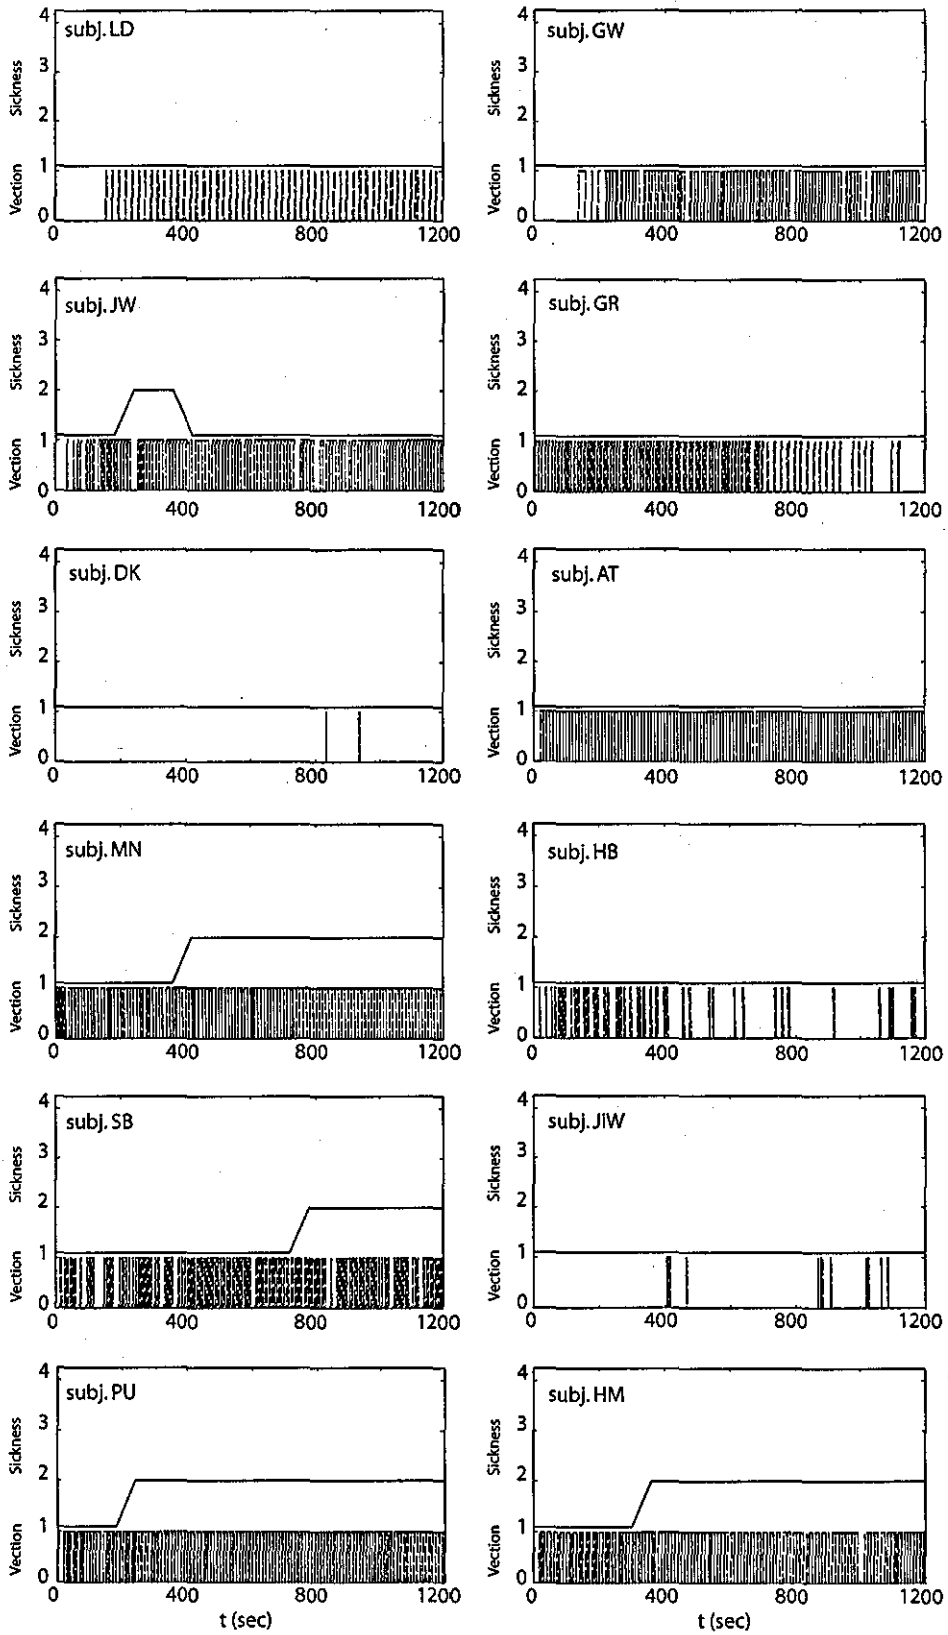 4
subj. LD
3
Sickness
2
1
Vection
0
0 400 800 1200
4
subj. GW
3
Sickness
2
1
Vection
0
0 400 800 1200
4
subj. JW
3
Sickness
2
1
Vection
0
0 400 800 1200
4
subj. GR
3
Sickness
2
1
Vection
0
0 400 800 1200
4
subj. DK
3
Sickness
2
1
Vection
0
0 400 800 1200
4
subj. AT
3
Sickness
2
1
Vection
0
0 400 800 1200
4
subj. MN
3
Sickness
2
1
Vection
0
0 400 800 1200
4
subj. HB
3
Sickness
2
1
Vection
0
0 400 800 1200
4
subj. SB
3
Sickness
2
1
Vection
0
0 400 800 1200
4
subj. JiW
3
Sickness
2
1
Vection
0
0 400 800 1200
4
subj. PU
3
Sickness
2
1
Vection
0
0 400 800 1200
t (sec)
4
subj. HM
3
Sickness
2
1
Vection
0
0 400 800 1200
t (sec)